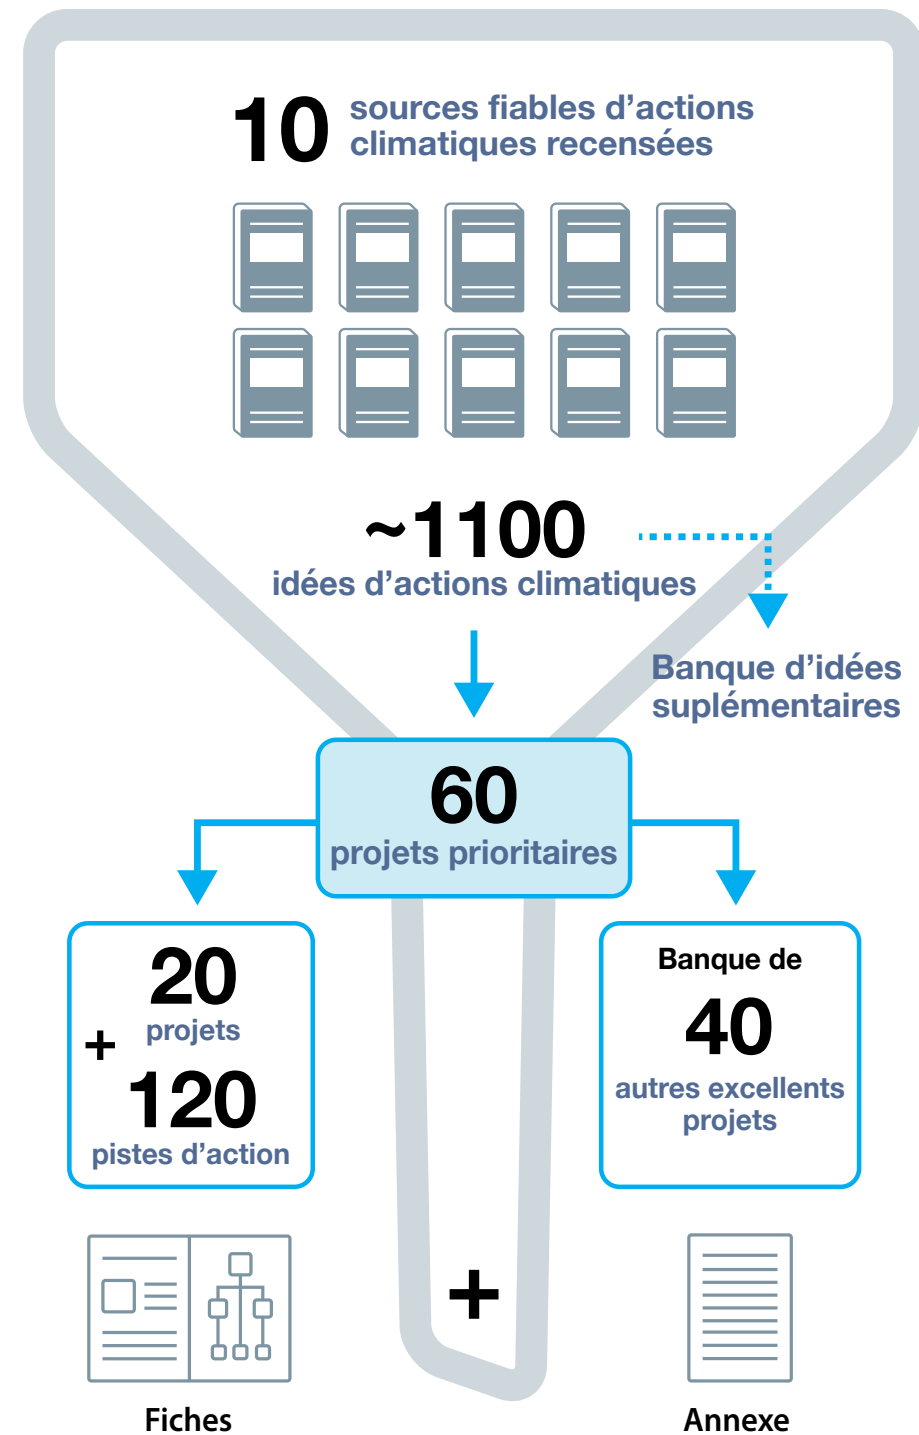 10
sources fiables d’actions
climatiques recensées
~1100
idées d’actions climatiques
Banque d’idées
suplémentaires
60
projets prioritaires
20
projets
+
120
pistes d’action
Banque de
40
autres excellents
projets
+
Fiches
Annexe